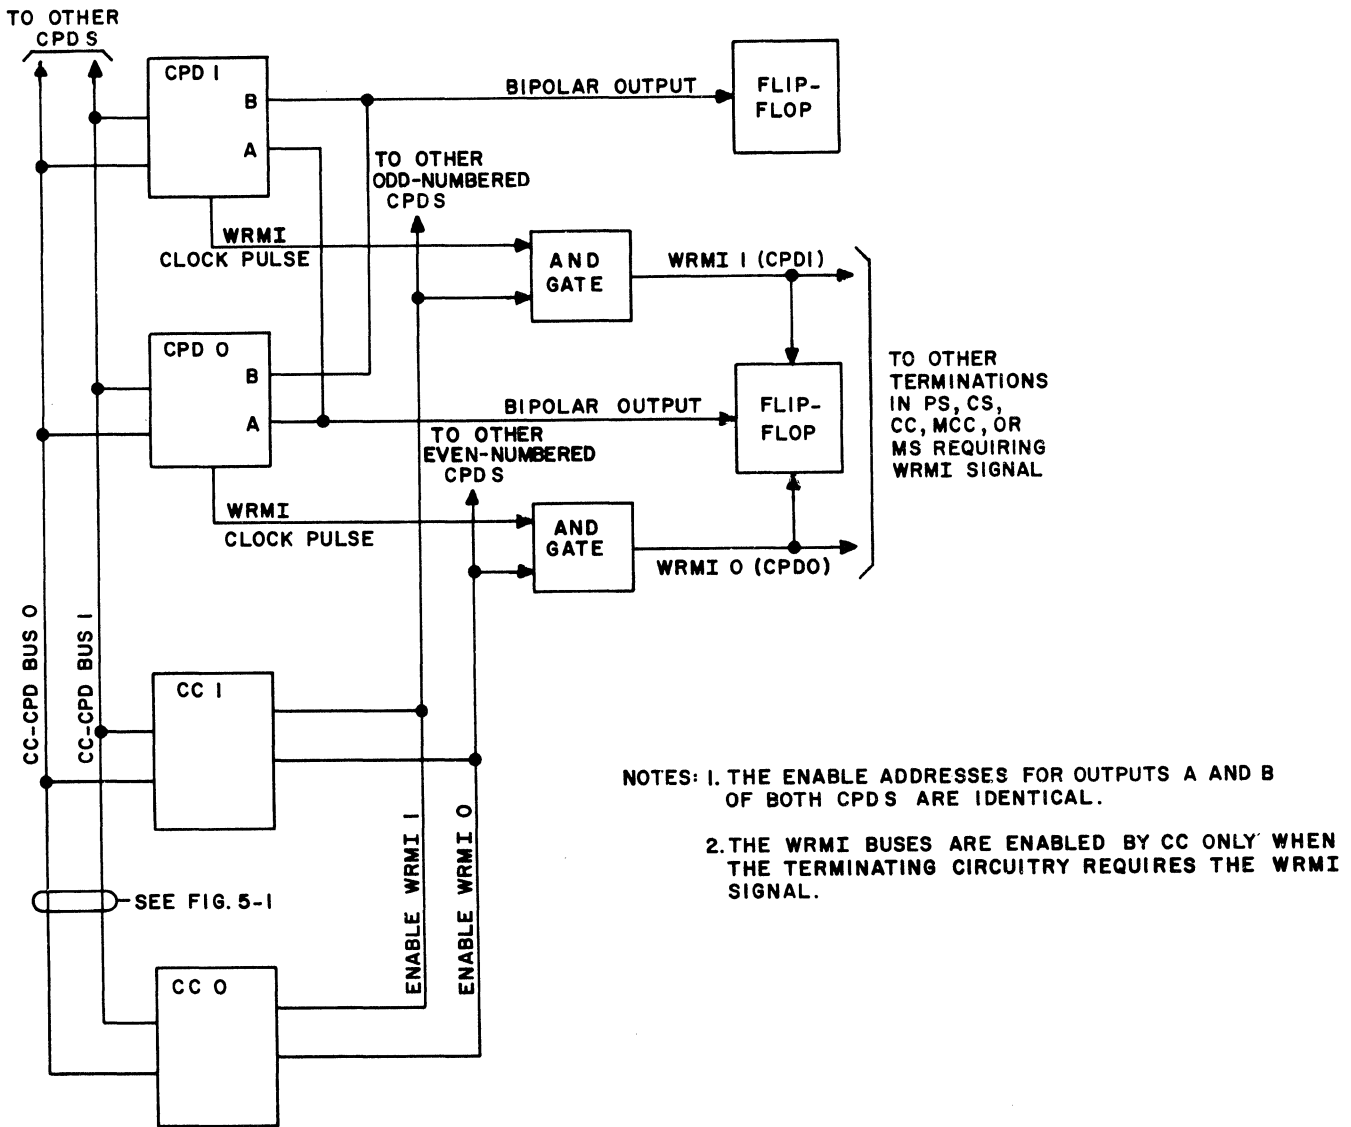 TO OTHER
CPDS
CPD 1
B
A
BIPOLAR OUTPUT
FLIP-
FLOP
TO OTHER
ODD-NUMBERED
CPDS
WRMI
CLOCK PULSE
AND
GATE
WRMI 1 (CPD1)
CPD 0
B
A
BIPOLAR OUTPUT
FLIP-
FLOP
TO OTHER
TERMINATIONS
IN PS, CS,
CC, MCC, OR
MS REQUIRING
WRMI SIGNAL
TO OTHER
EVEN-NUMBERED
CPDS
WRMI
CLOCK PULSE
AND
GATE
WRMI 0 (CPD0)
CC-CPD BUS 0
CC-CPD BUS 1
CC 1
ENABLE WRMI 1
ENABLE WRMI 0
SEE FIG. 5-1
CC 0
NOTES: 1. THE ENABLE ADDRESSES FOR OUTPUTS A AND B
OF BOTH CPDS ARE IDENTICAL.
2. THE WRMI BUSES ARE ENABLED BY CC ONLY WHEN
THE TERMINATING CIRCUITRY REQUIRES THE WRMI
SIGNAL.